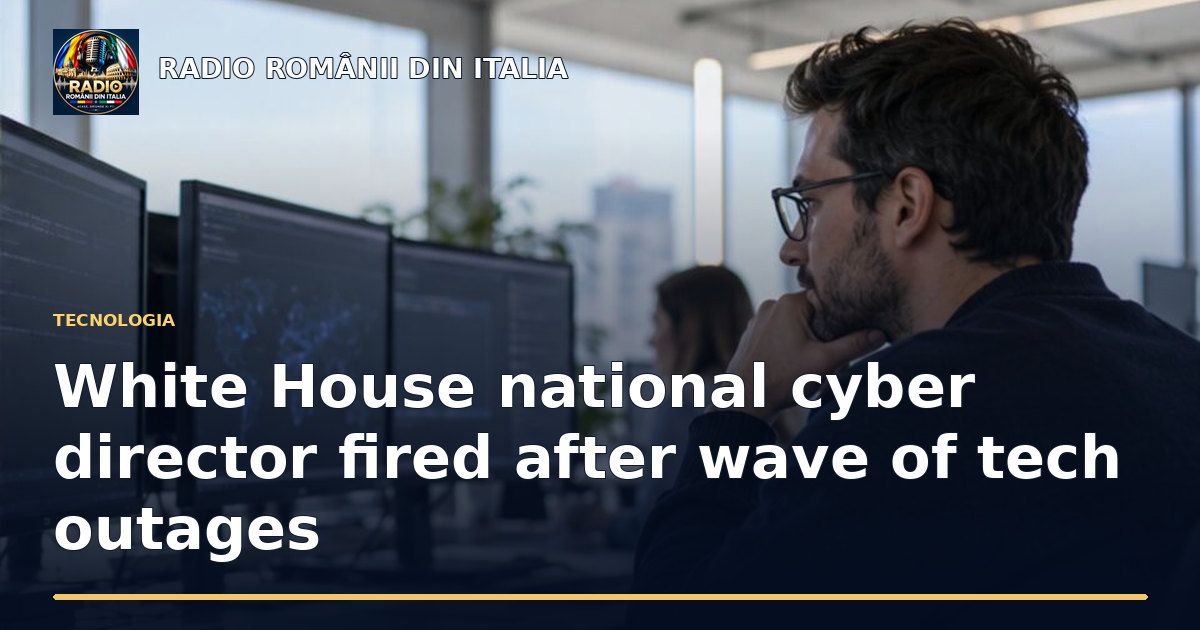 RADIO
ROMÂNII DIN ITALIA
RADIO ROMÂNII DIN ITALIA
TECNOLOGIA
White House national cyber
director fired after wave of tech
outages